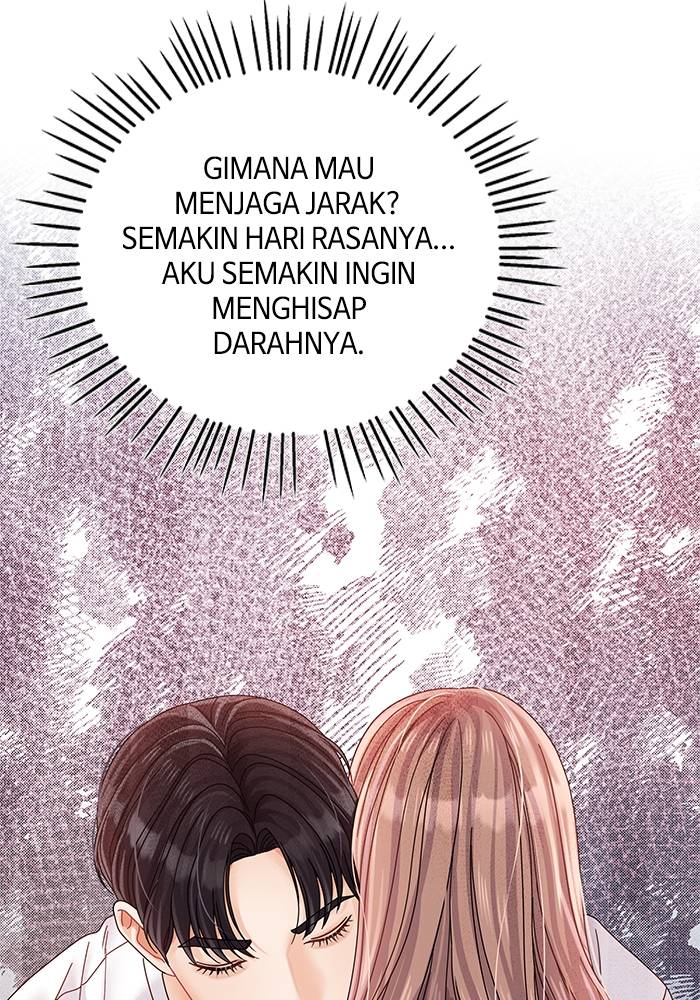 GIMANA MAU
MENJAGA JARAK?
SEMAKIN HARI RASANYA...
AKU SEMAKIN INGIN
MENGHISAP
DARAHNYA.